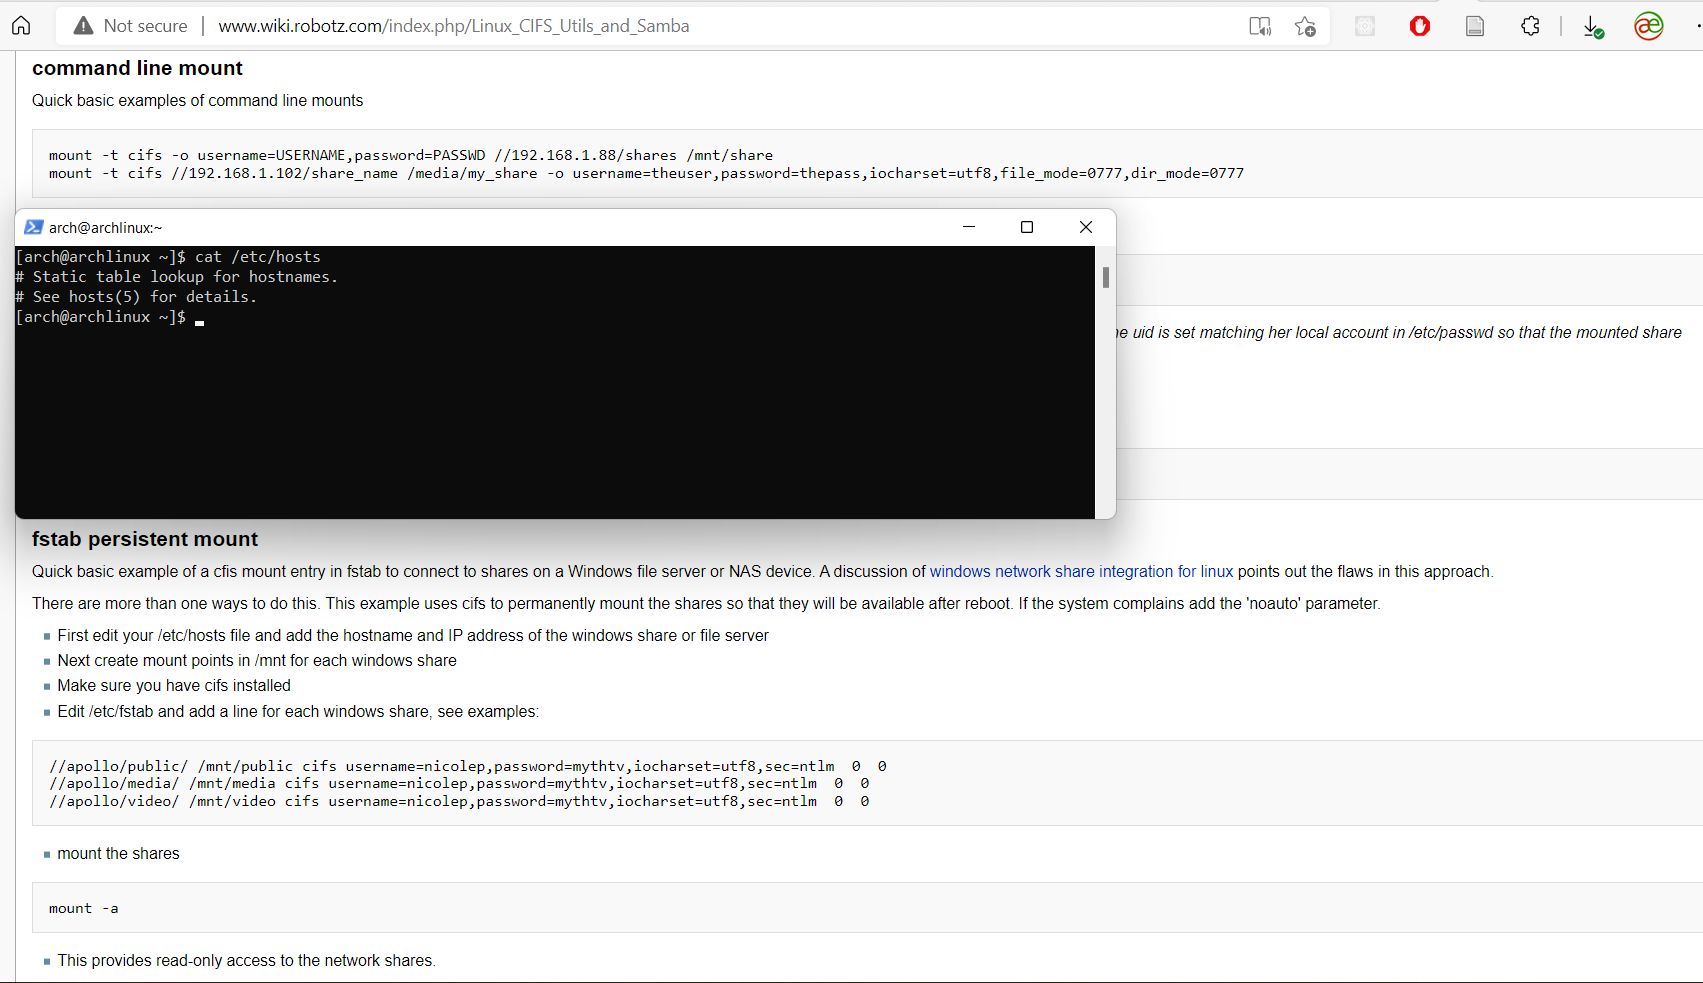 Not secure | www.wiki.robotz.com/index.php/Linux_CIFS_Utils_and_Samba
command line mount
Quick basic examples of command line mounts
mount -t cifs -o username=USERNAME,password=PASSWD //192.168.1.88/shares /mnt/share
mount -t cifs //192.168.1.102/share_name /media/my_share -o username=theuser,password=thepass,iocharset=utf8,file_mode=0777,dir_mode=0777
arch@archlinux:~
[arch@archlinux ~]$ cat /etc/hosts
# Static table lookup for hostnames.
# See hosts(5) for details.
[arch@archlinux ~]$
uid is set matching her local account in /etc/passwd so that the mounted share
fstab persistent mount
Quick basic example of a cfis mount entry in fstab to connect to shares on a Windows file server or NAS device. A discussion of windows network share integration for linux points out the flaws in this approach.
There are more than one ways to do this. This example uses cifs to permanently mount the shares so that they will be available after reboot. If the system complains add the 'noauto' parameter.
First edit your /etc/hosts file and add the hostname and IP address of the windows share or file server
Next create mount points in /mnt for each windows share
Make sure you have cifs installed
Edit /etc/fstab and add a line for each windows share, see examples:
//apollo/public/ /mnt/public cifs username=nicolep,password=mythtv,iocharset=utf8,sec=ntlm  0  0
//apollo/media/ /mnt/media cifs username=nicolep,password=mythtv,iocharset=utf8,sec=ntlm  0  0
//apollo/video/ /mnt/video cifs username=nicolep,password=mythtv,iocharset=utf8,sec=ntlm  0  0
mount the shares
mount -a
This provides read-only access to the network shares.